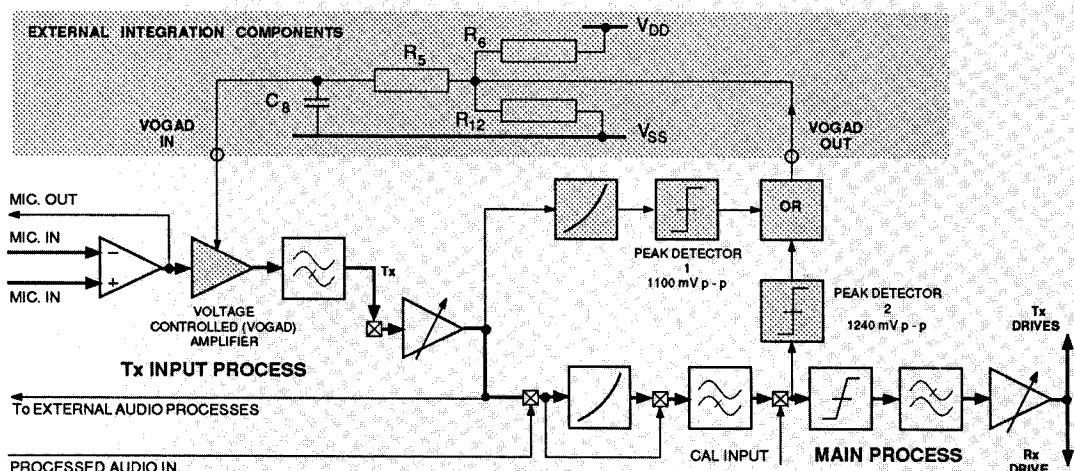 EXTERNAL INTEGRATION COMPONENTS
R6
VDD
R5
C8
R12
VSS
VOGAD
IN
VOGAD
OUT
MIC. OUT
MIC. IN
MIC. IN
−
+
VOLTAGE
CONTROLLED (VOGAD)
AMPLIFIER
Tx
Tx INPUT PROCESS
PEAK DETECTOR
1
1100 mV p - p
OR
PEAK DETECTOR
2
1240 mV p - p
Tx
DRIVES
To EXTERNAL AUDIO PROCESSES
PROCESSED AUDIO IN
CAL INPUT
MAIN PROCESS
Rx
DRIVE